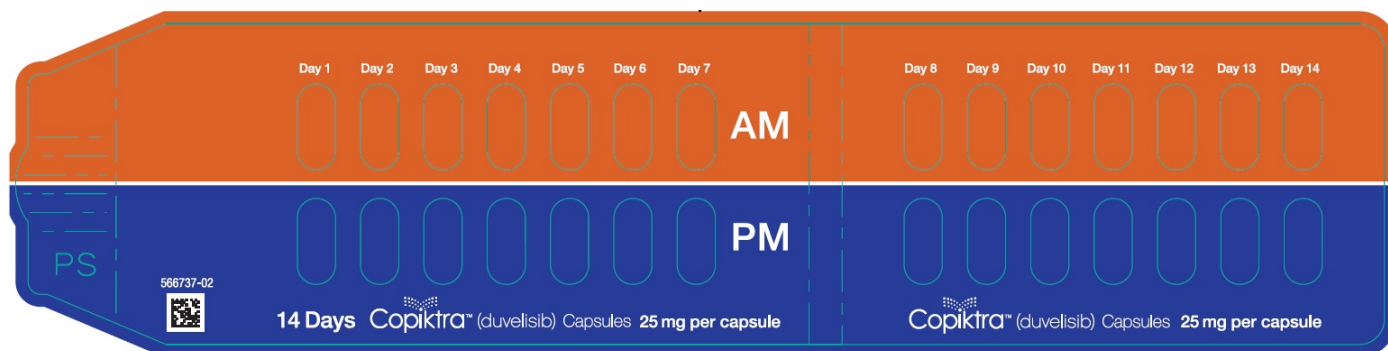 Day 1 Day 2 Day 3 Day 4 Day 5 Day 6 Day 7 Day 8 Day 9 Day 10 Day 11 Day 12 Day 13 Day 14
AM
PM
PS
566737-02
14 Days Copiktra™ (duvelisib) Capsules 25 mg per capsule
Copiktra™ (duvelisib) Capsules 25 mg per capsule